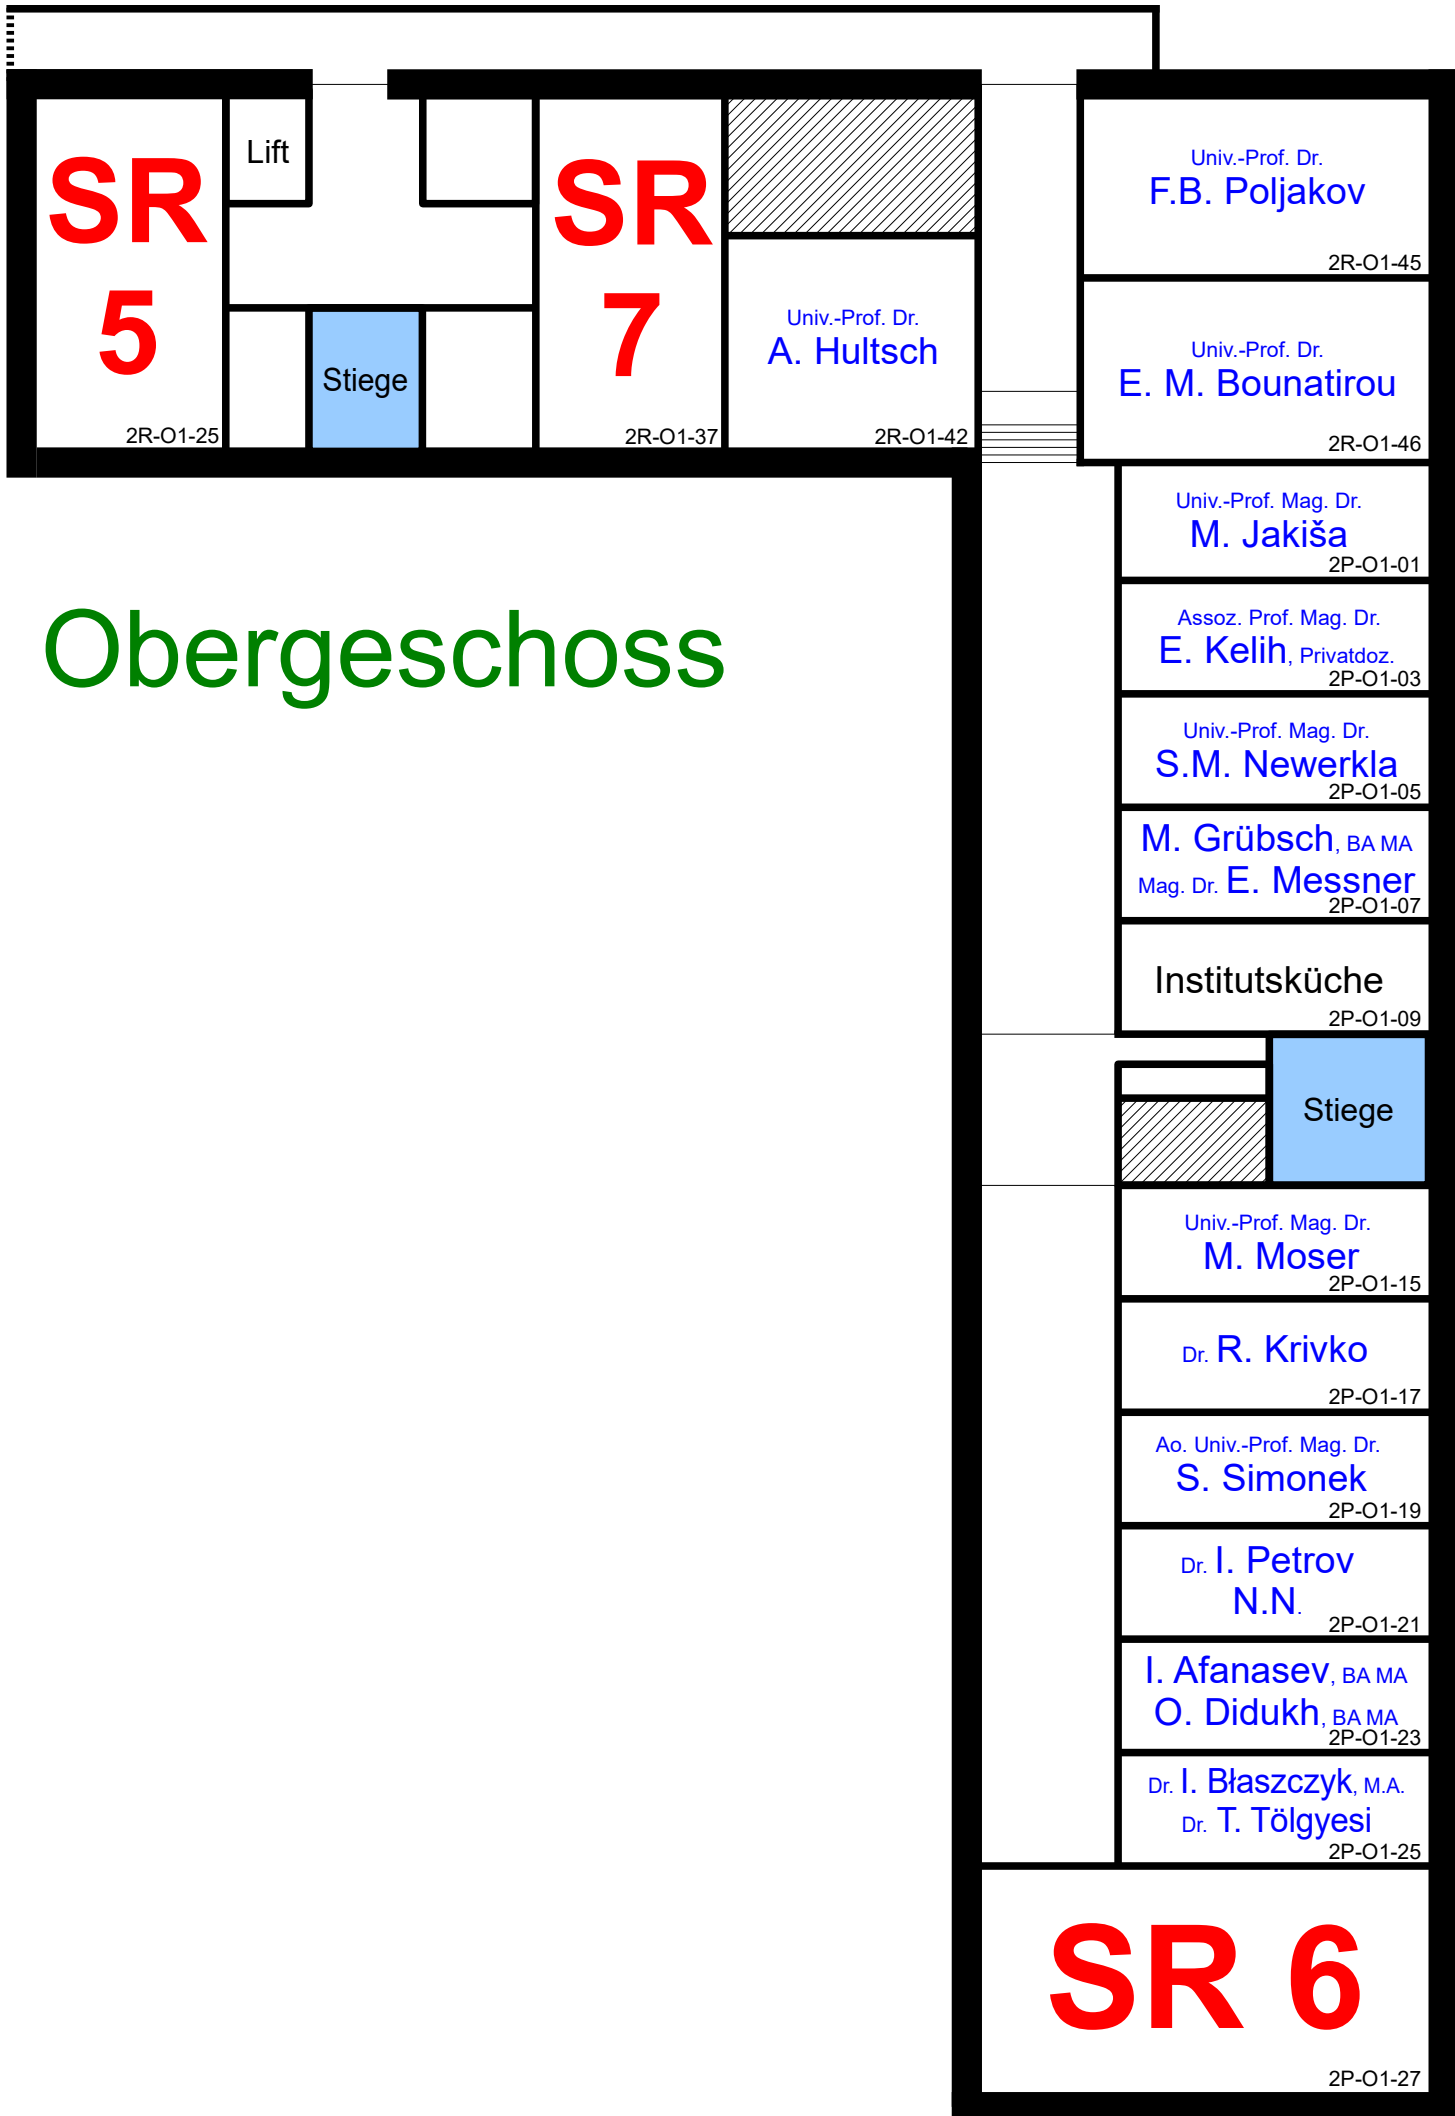 SR
5
2R-O1-25
Lift
Stiege
SR
7
2R-O1-37
Univ.-Prof. Dr.
A. Hultsch
2R-O1-42
Univ.-Prof. Dr.
F.B. Poljakov
2R-O1-45
Univ.-Prof. Dr.
E. M. Bounatirou
2R-O1-46
Obergeschoss
Univ.-Prof. Mag. Dr.
M. Jakiša
2P-O1-01
Assoz. Prof. Mag. Dr.
E. Kelih, Privatdoz.
2P-O1-03
Univ.-Prof. Mag. Dr.
S.M. Newerkla
2P-O1-05
M. Grübsch, BA MA
Mag. Dr. E. Messner
2P-O1-07
Institutsküche
2P-O1-09
Stiege
Univ.-Prof. Mag. Dr.
M. Moser
2P-O1-15
Dr. R. Krivko
2P-O1-17
Ao. Univ.-Prof. Mag. Dr.
S. Simonek
2P-O1-19
Dr. I. Petrov
N.N.
2P-O1-21
I. Afanasev, BA MA
O. Didukh, BA MA
2P-O1-23
Dr. I. Błaszczyk, M.A.
Dr. T. Tölgyesi
2P-O1-25
SR 6
2P-O1-27